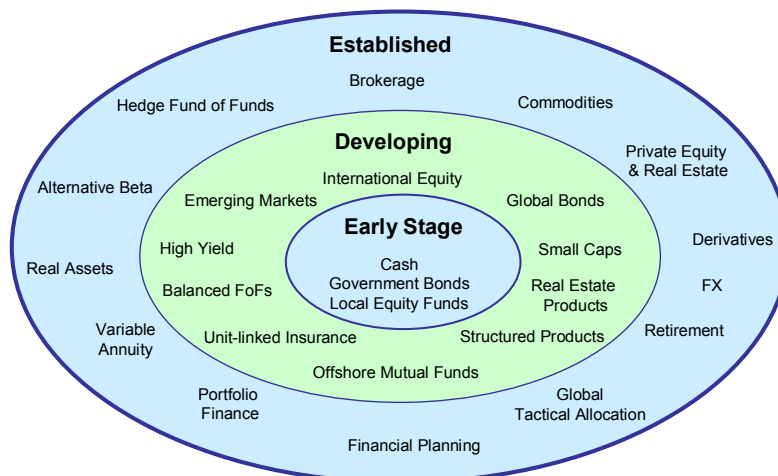 Established
Brokerage
Hedge Fund of Funds
Commodities
Developing
Private Equity
& Real Estate
International Equity
Alternative Beta
Emerging Markets
Global Bonds
Early Stage
Derivatives
High Yield
Small Caps
Cash
Real Assets
Government Bonds
Balanced FoFs
Real Estate
Products
FX
Local Equity Funds
Variable
Annuity
Unit-linked Insurance
Structured Products
Retirement
Offshore Mutual Funds
Portfolio
Finance
Global
Tactical Allocation
Financial Planning